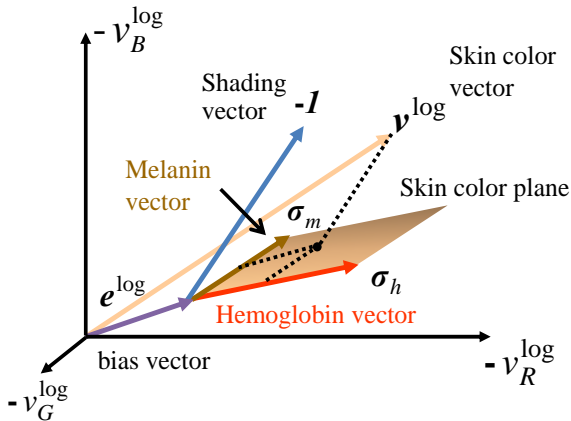 - v_B^log
Skin color
vector
Shading
vector
-1
v^log
Melanin
vector
Skin color plane
σ_m
e^log
σ_h
Hemoglobin vector
bias vector
- v_G^log
- v_R^log